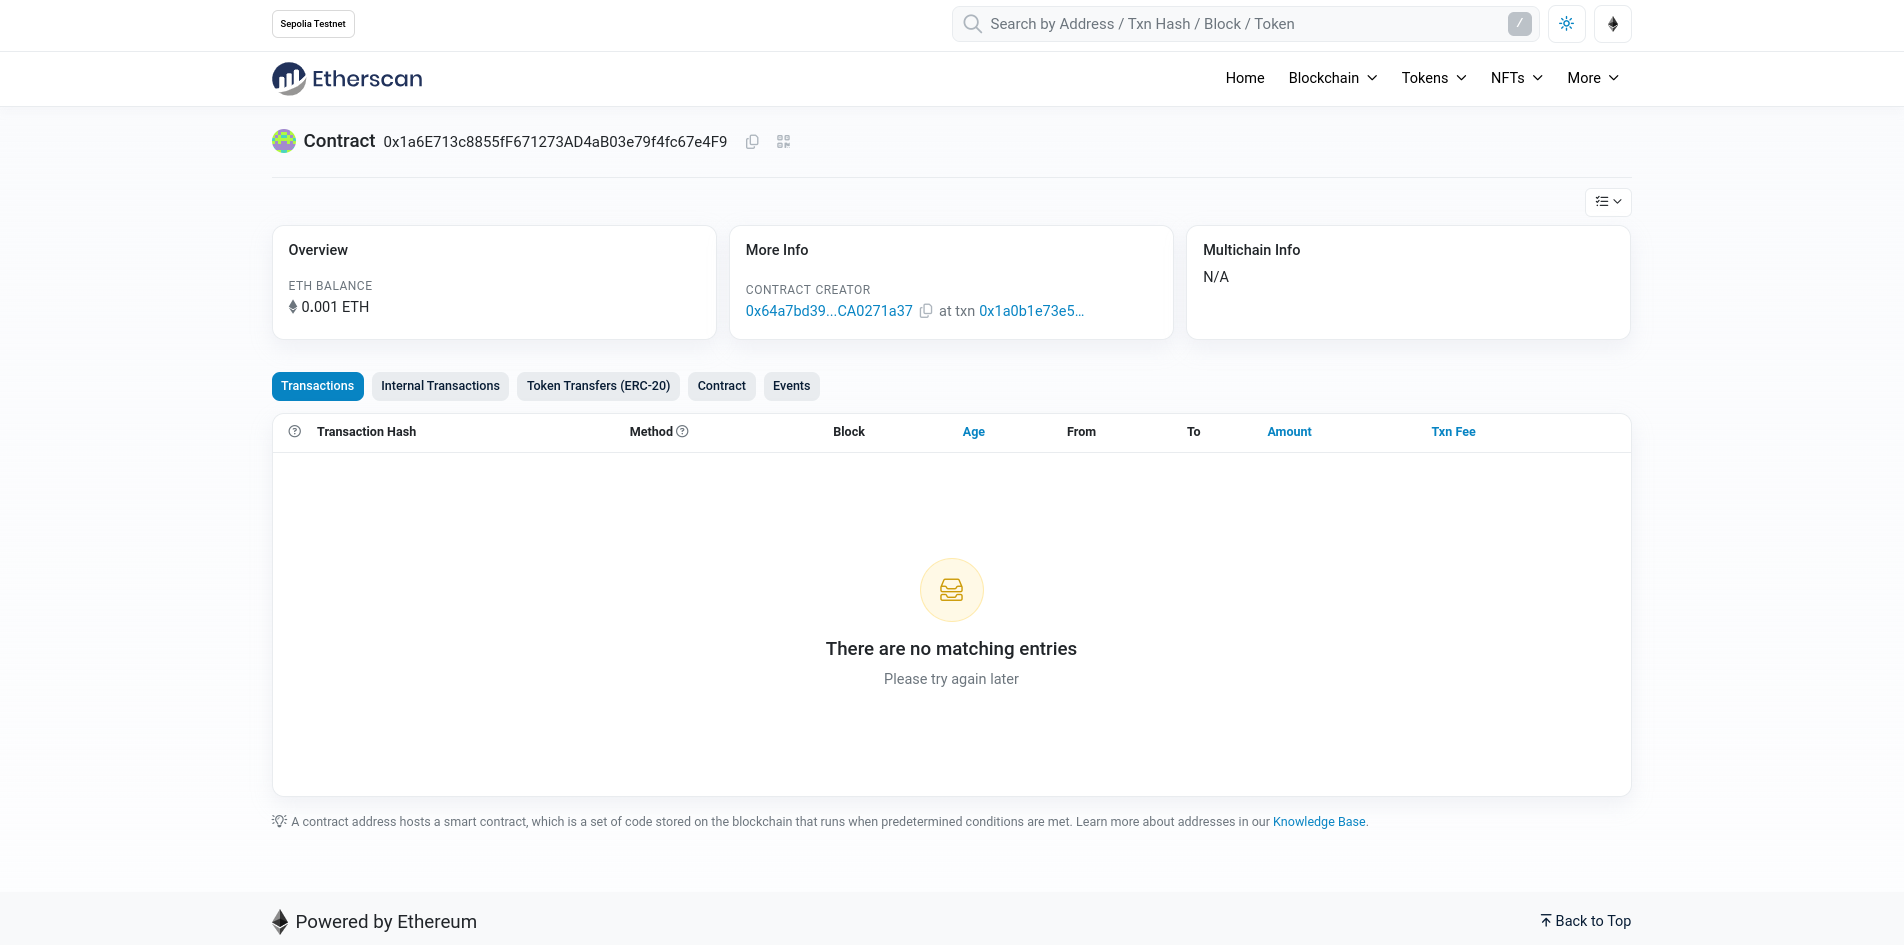 Sepolia Testnet
Search by Address / Txn Hash / Block / Token /
Etherscan
Home Blockchain Tokens NFTs More
Contract 0x1a6E713c8855fF671273AD4aB03e79f4fc67e4F9
Overview
ETH BALANCE
0.001 ETH
More Info
CONTRACT CREATOR
0x64a7bd39...CA0271a37 at txn 0x1a0b1e73e5...
Multichain Info
N/A
Transactions Internal Transactions Token Transfers (ERC-20) Contract Events
? Transaction Hash Method ? Block Age From To Amount Txn Fee
There are no matching entries
Please try again later
A contract address hosts a smart contract, which is a set of code stored on the blockchain that runs when predetermined conditions are met. Learn more about addresses in our Knowledge Base.
Powered by Ethereum
Back to Top